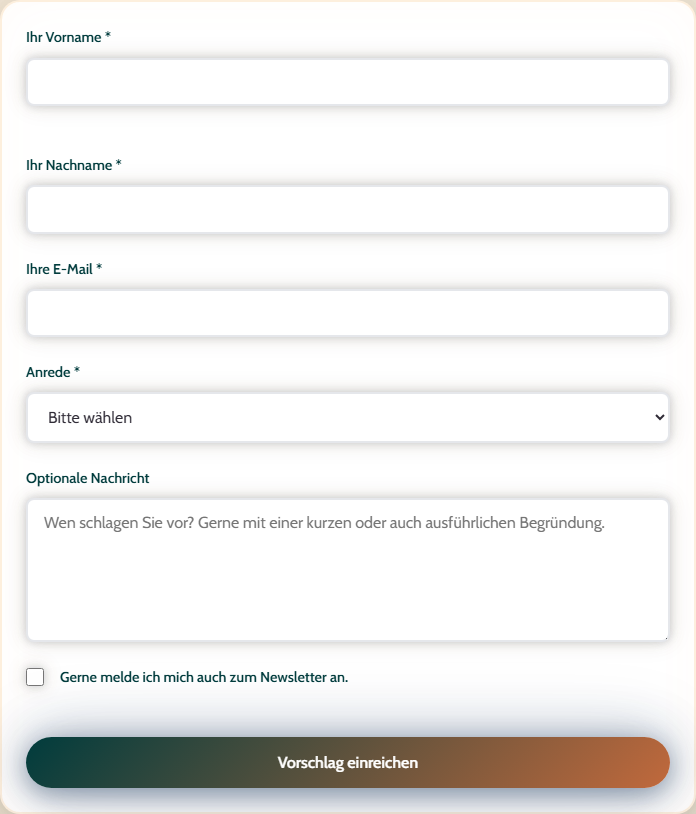 Ihr Vorname *
Ihr Nachname *
Ihre E-Mail *
Anrede *
Bitte wählen
Optionale Nachricht
Wen schlagen Sie vor? Gerne mit einer kurzen oder auch ausführlichen Begründung.
Gerne melde ich mich auch zum Newsletter an.
Vorschlag einreichen